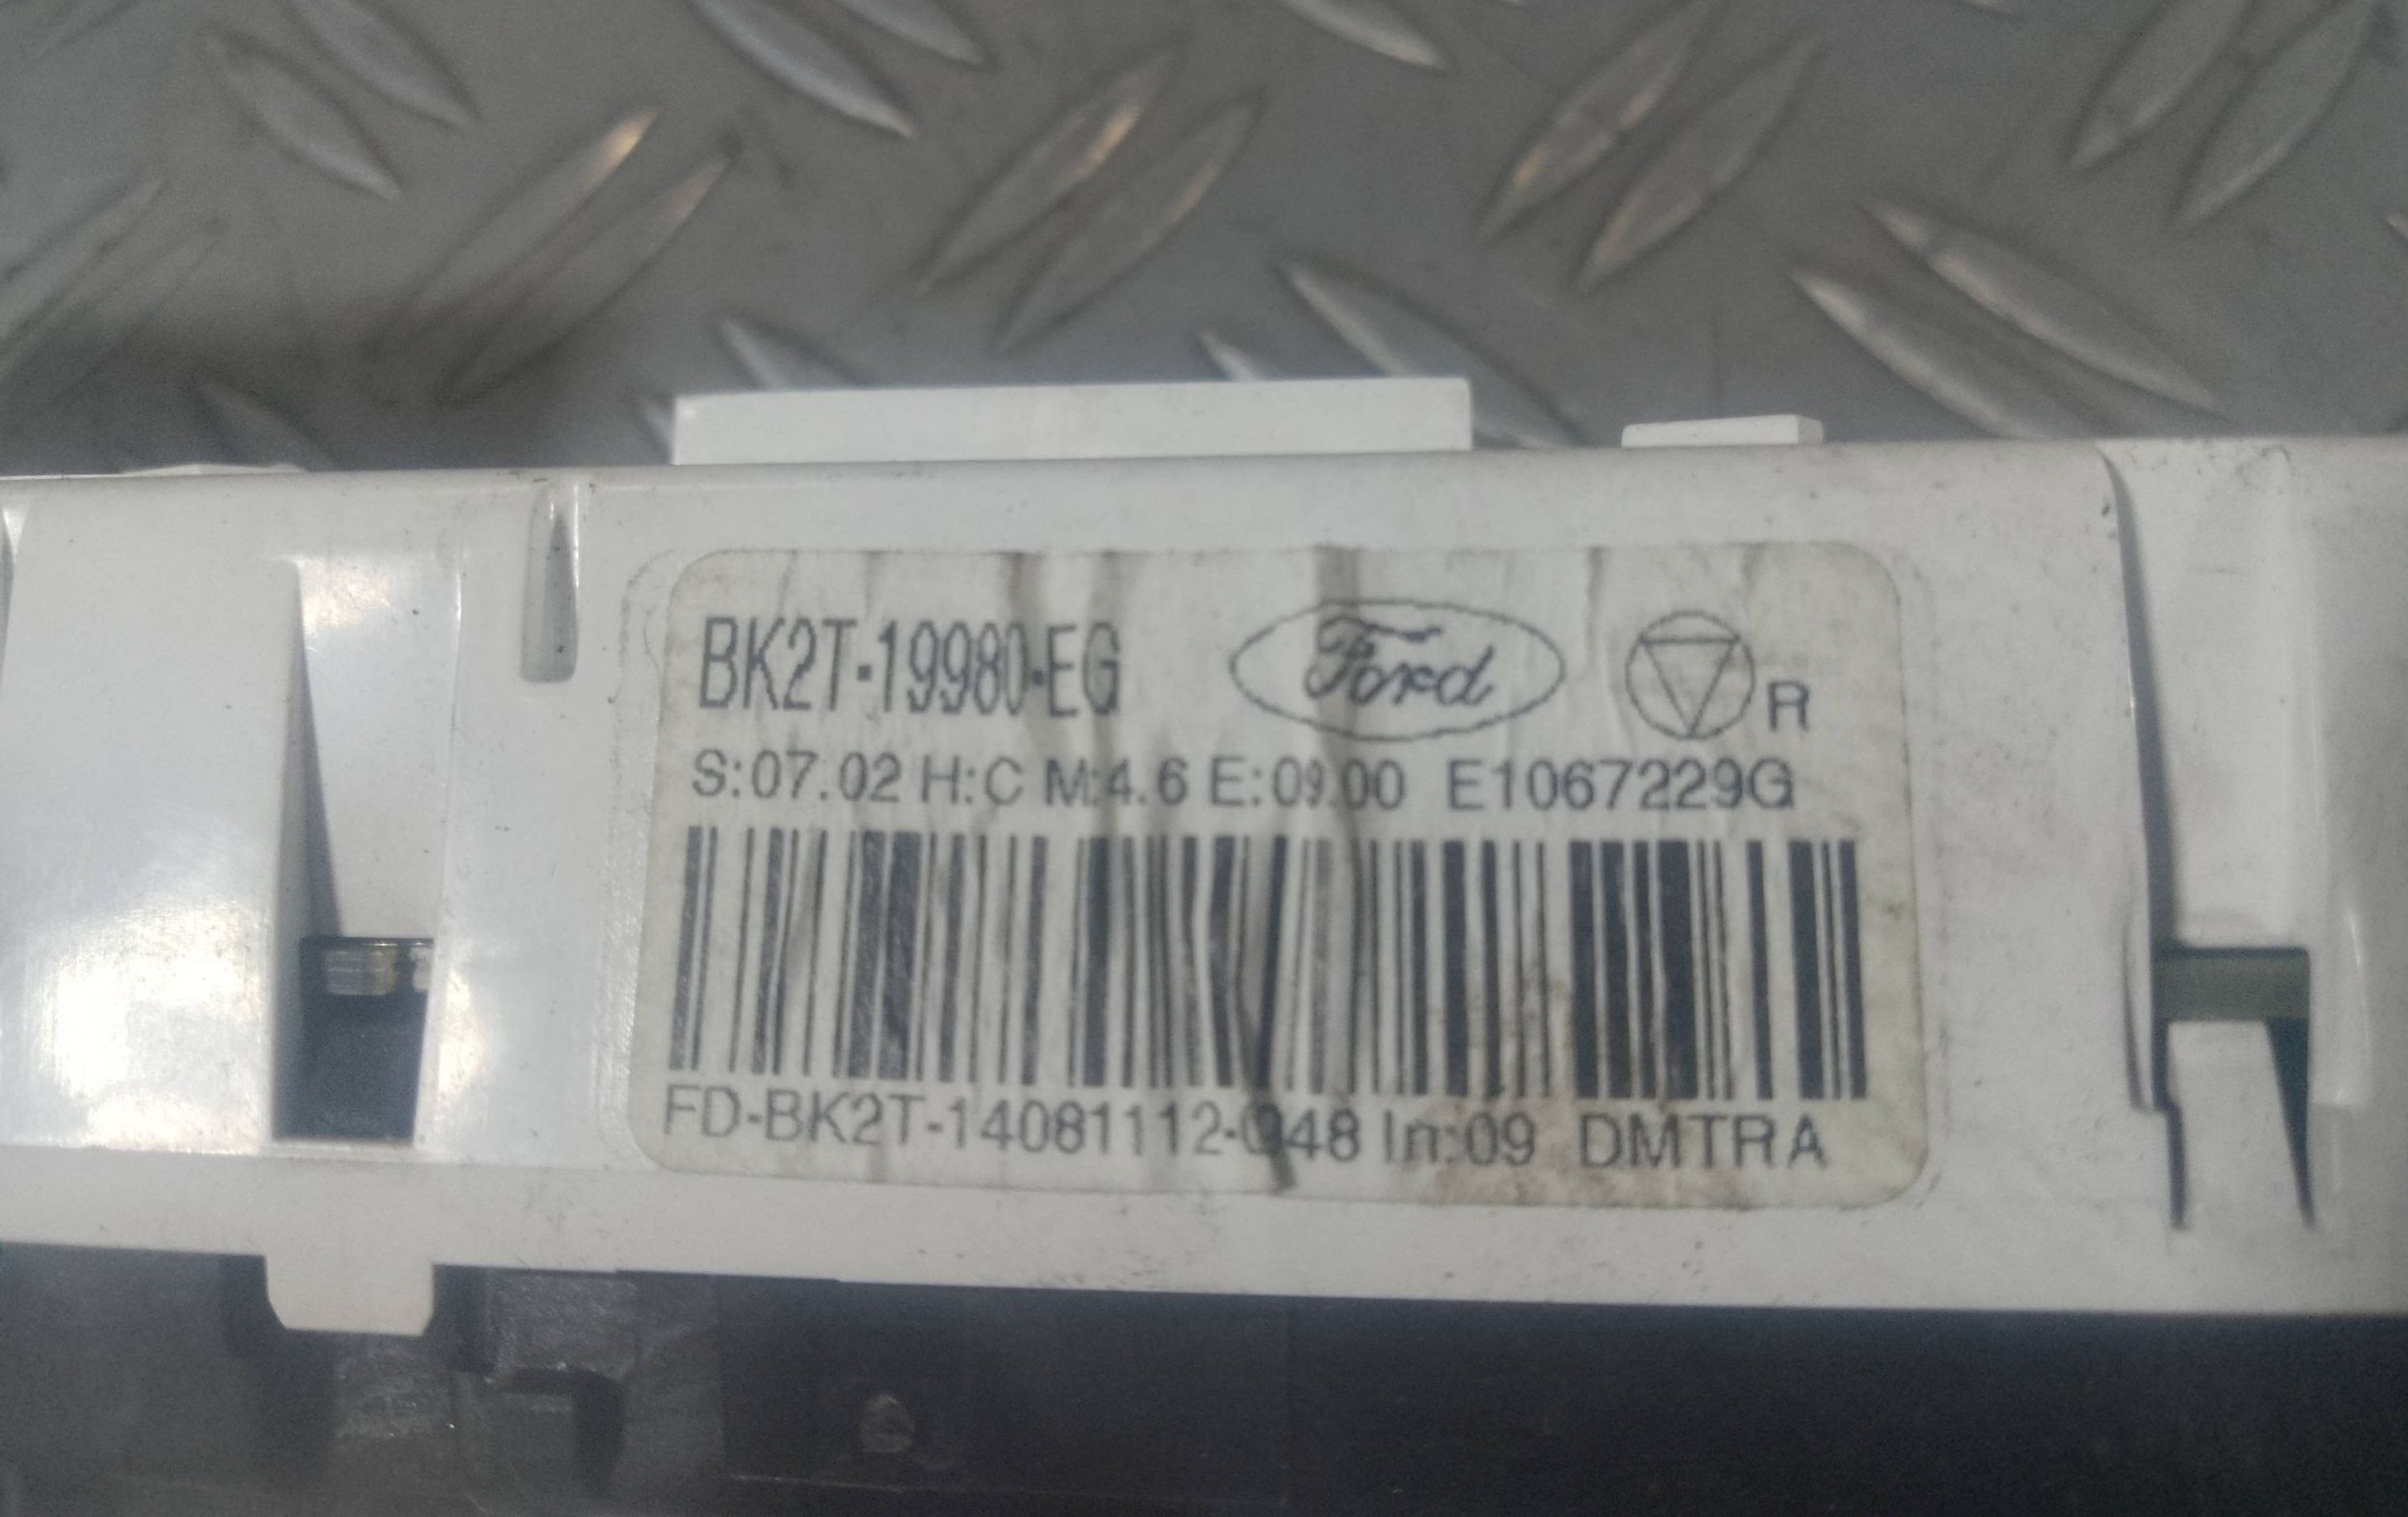 BK2T-19980-EG Ford R
S:07.02 H:C M:4.6 E:09.00 E1067229G
FD-BK2T-14081112-048 In:09 DMTRA